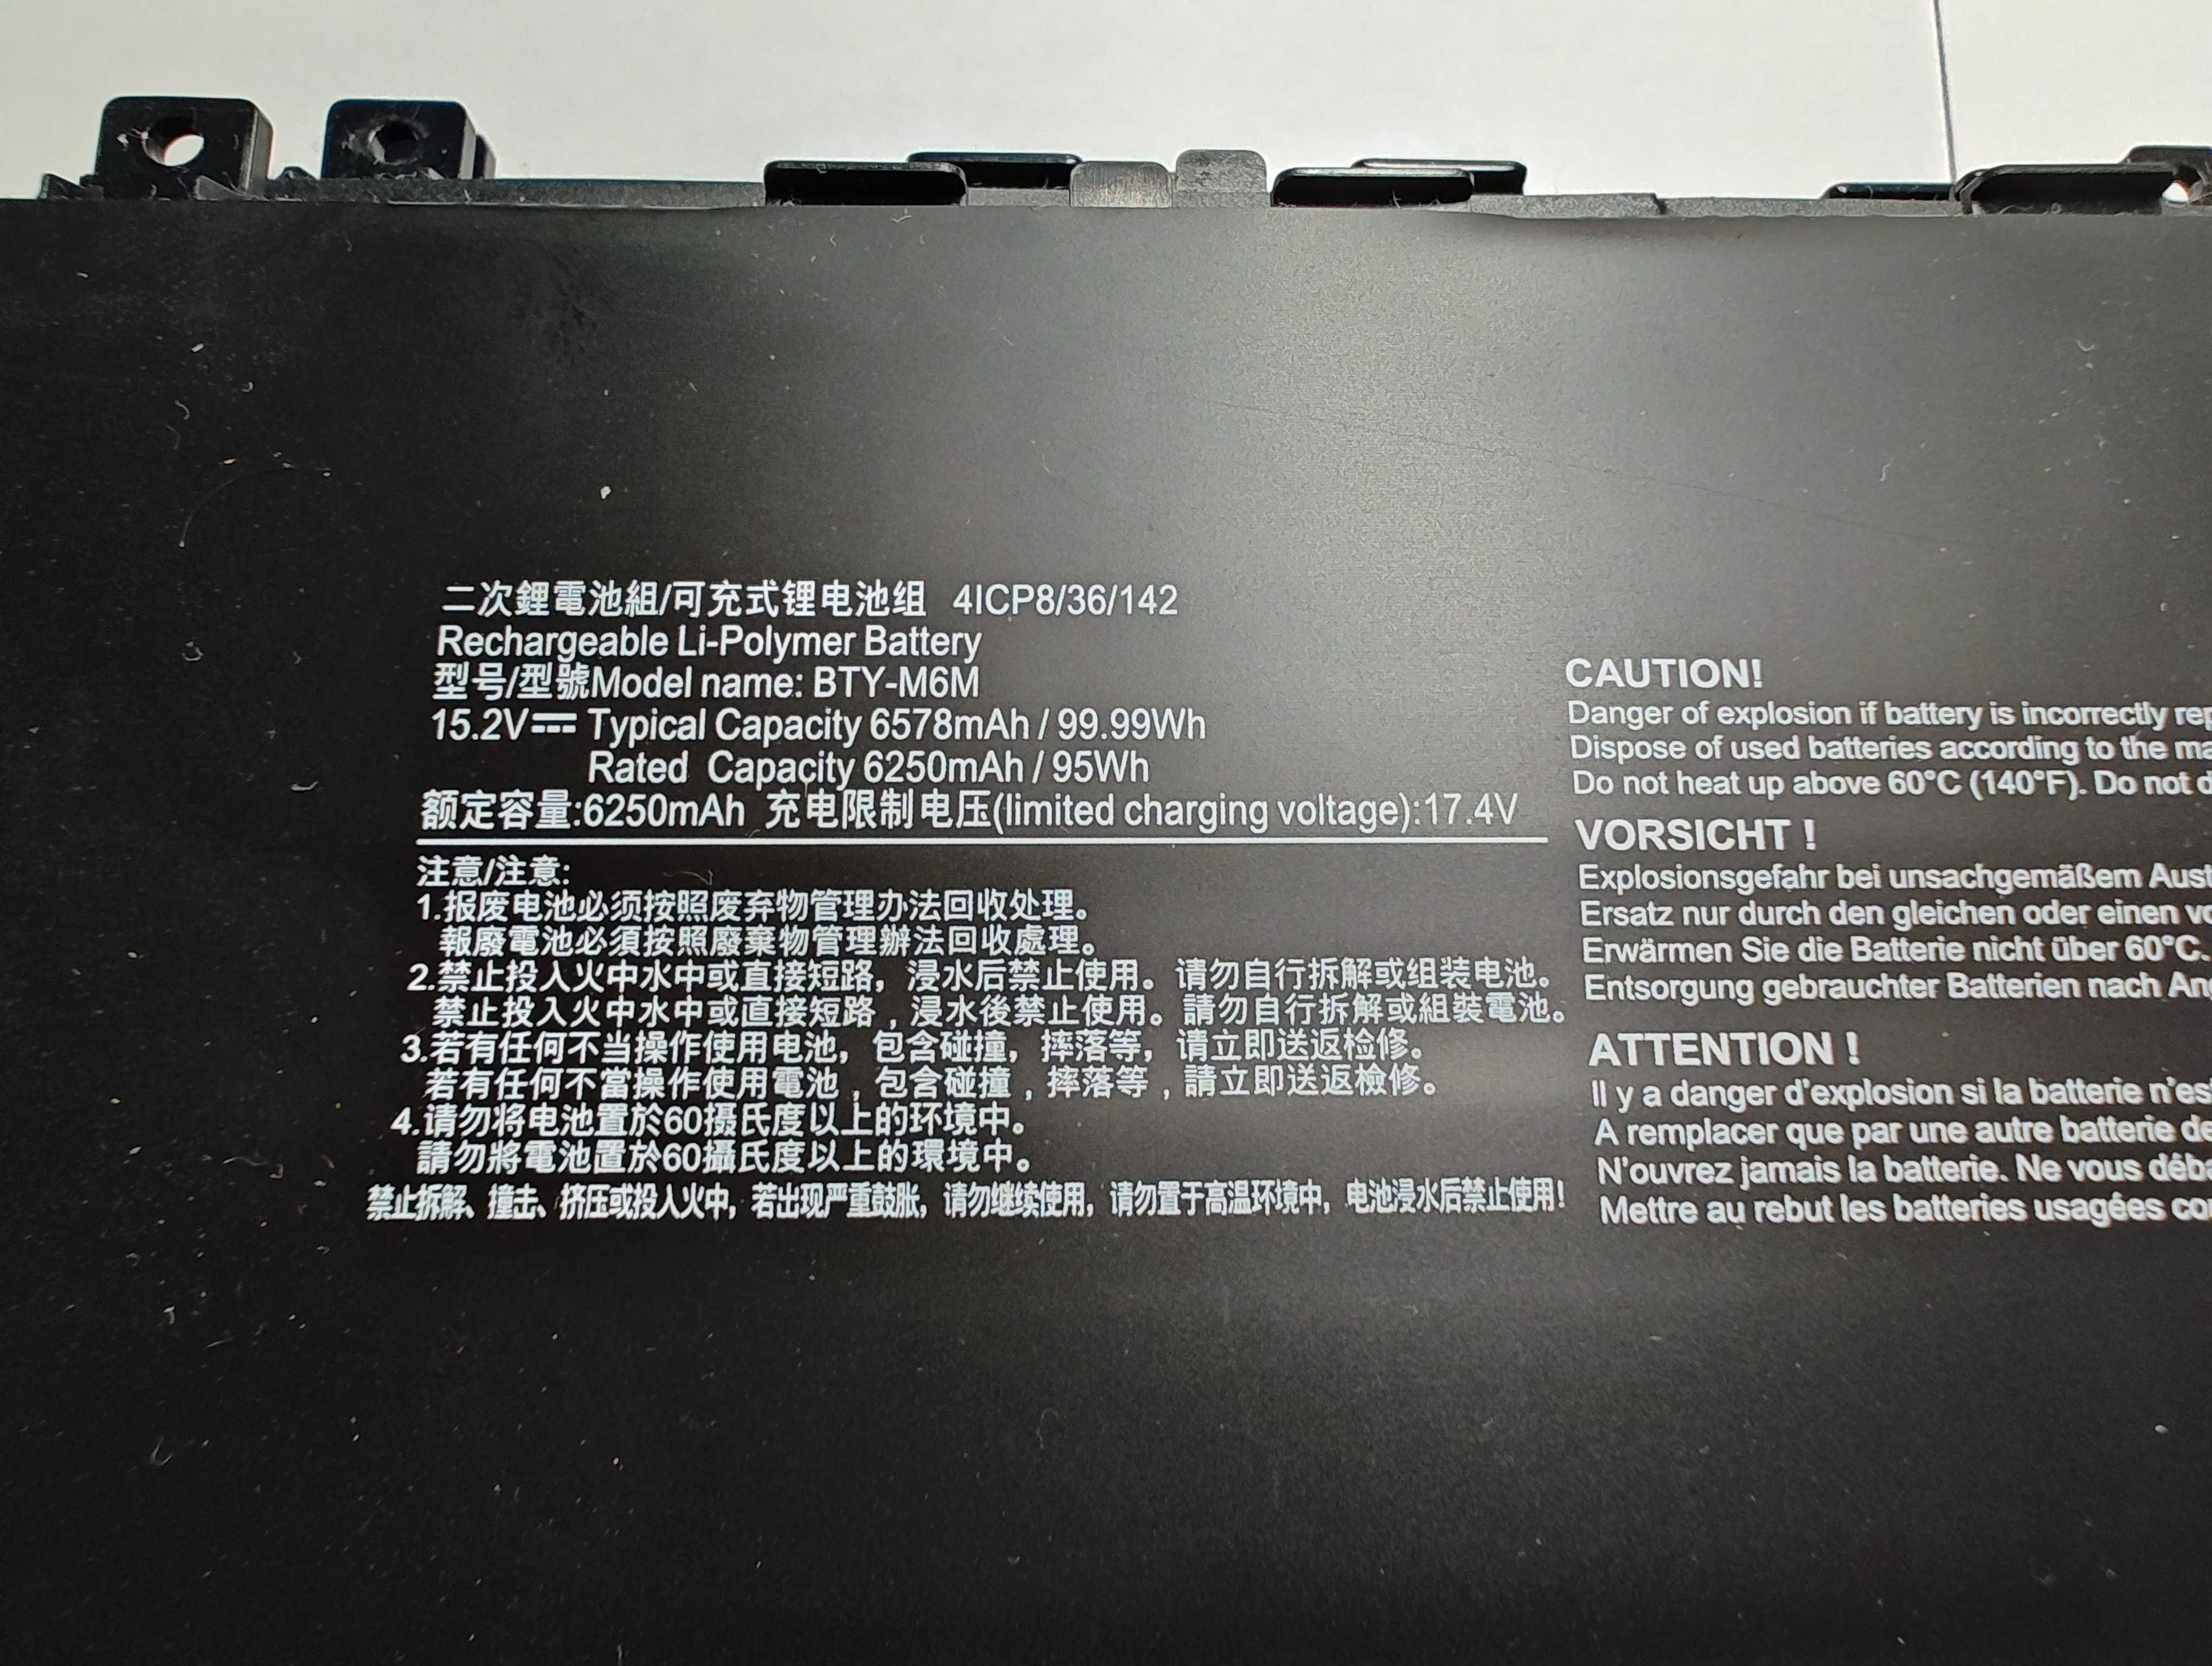 二次鋰電池組/可充式锂电池组 4ICP8/36/142
Rechargeable Li-Polymer Battery
型号/型號Model name: BTY-M6M
15.2V⎓ Typical Capacity 6578mAh / 99.99Wh
Rated Capacity 6250mAh / 95Wh
额定容量:6250mAh 充电限制电压(limited charging voltage):17.4V
注意/注意:
1.报废电池必须按照废弃物管理办法回收处理。
報廢電池必須按照廢棄物管理辦法回收處理。
2.禁止投入火中水中或直接短路，浸水后禁止使用。请勿自行拆解或组装电池。
禁止投入火中水中或直接短路，浸水後禁止使用。請勿自行拆解或組裝電池。
3.若有任何不当操作使用电池，包含碰撞，摔落等，请立即送返检修。
若有任何不當操作使用電池，包含碰撞，摔落等，請立即送返檢修。
4.请勿将电池置於60摄氏度以上的环境中。
請勿將電池置於60攝氏度以上的環境中。
禁止拆解、撞击、挤压或投入火中，若出现严重鼓胀，请勿继续使用，请勿置于高温环境中，电池浸水后禁止使用！
CAUTION!
Danger of explosion if battery is incorrectly
Dispose of used batteries according to the
Do not heat up above 60°C (140°F). Do not
VORSICHT !
Explosionsgefahr bei unsachgemäßem
Ersatz nur durch den gleichen oder einen
Erwärmen Sie die Batterie nicht über 60°C.
Entsorgung gebrauchter Batterien nach
ATTENTION !
Il y a danger d'explosion si la batterie
A remplacer que par une autre batterie
N'ouvrez jamais la batterie. Ne vous
Mettre au rebut les batteries usagées